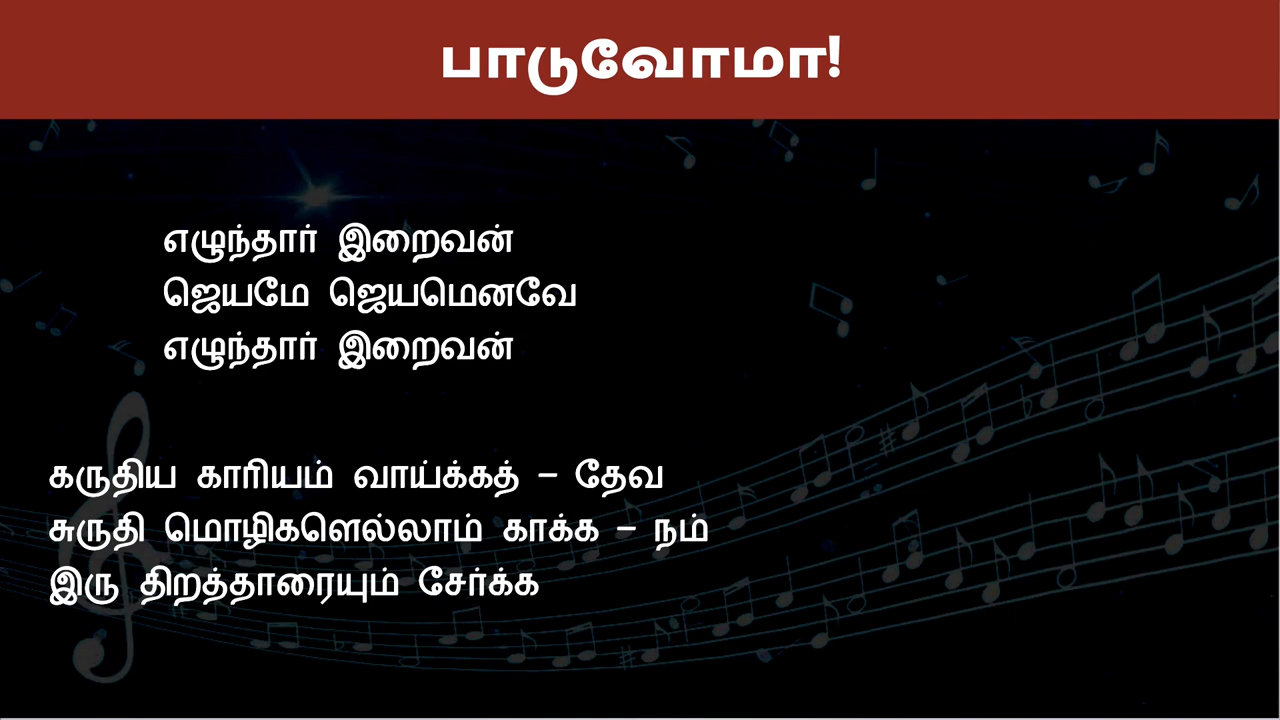 பாடுவோமா!
எழுந்தார் இறைவன்
ஜெயமே ஜெயமெனவே
எழுந்தார் இறைவன்
கருதிய காரியம் வாய்க்கத் – தேவ
சுருதி மொழிகளெல்லாம் காக்க – நம்
இரு திறத்தாரையும் சேர்க்க